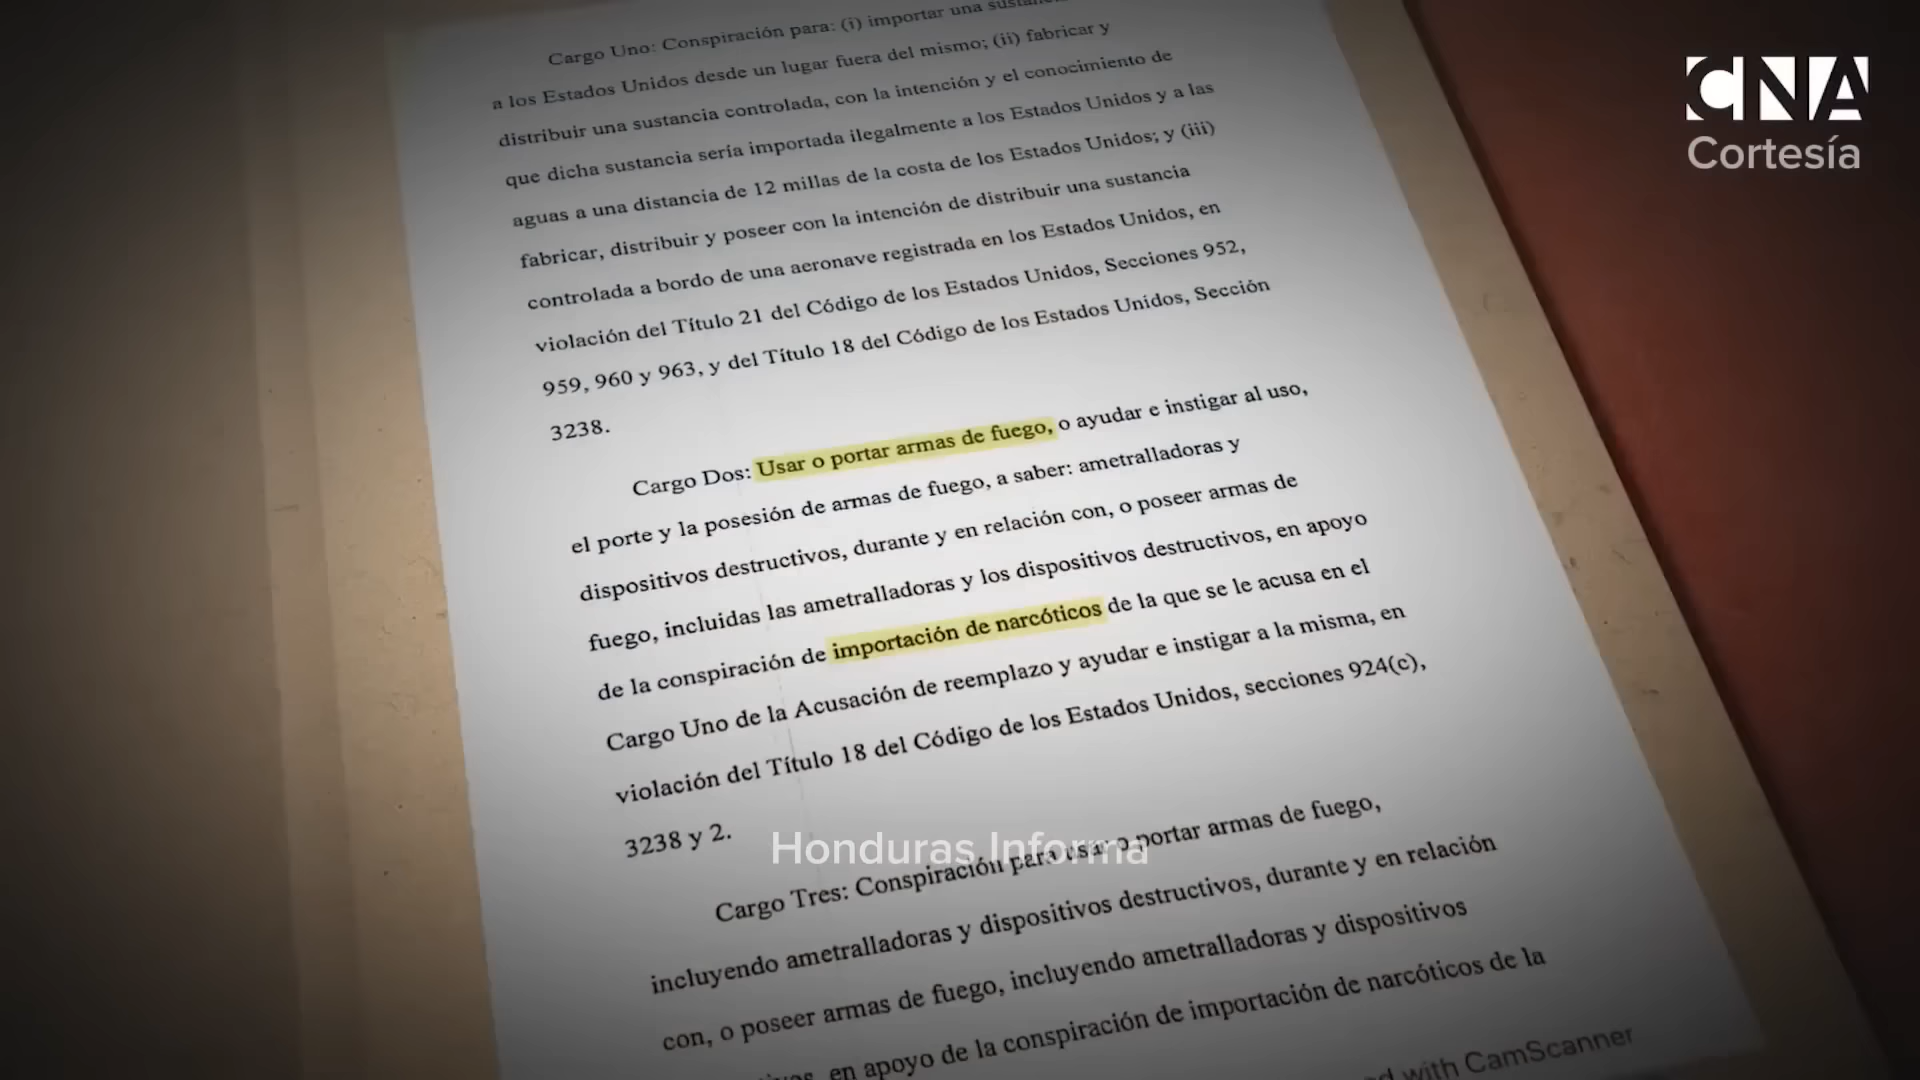 Cargo Uno: Conspiración para: (i) importar una
a los Estados Unidos desde un lugar fuera del mismo; (ii) fabricar y
distribuir una sustancia controlada, con la intención y el conocimiento de
que dicha sustancia sería importada ilegalmente a los Estados Unidos y a las
aguas a una distancia de 12 millas de la costa de los Estados Unidos; y (iii)
fabricar, distribuir y poseer con la intención de distribuir una sustancia
controlada a bordo de una aeronave registrada en los Estados Unidos, en
violación del Título 21 del Código de los Estados Unidos, Secciones 952,
959, 960 y 963, y del Título 18 del Código de los Estados Unidos, Sección
3238.
Cargo Dos: Usar o portar armas de fuego, o ayudar e instigar al uso,
el porte y la posesión de armas de fuego, a saber: ametralladoras y
dispositivos destructivos, durante y en relación con, o poseer armas de
fuego, incluidas las ametralladoras y los dispositivos destructivos, en apoyo
de la conspiración de importación de narcóticos de la que se le acusa en el
Cargo Uno de la Acusación de reemplazo y ayudar e instigar a la misma, en
violación del Título 18 del Código de los Estados Unidos, secciones 924(c),
3238 y 2.
Cargo Tres: Conspiración para usar o portar armas de fuego,
incluyendo ametralladoras y dispositivos destructivos, durante y en relación
con, o poseer armas de fuego, incluyendo ametralladoras y dispositivos
en apoyo de la conspiración de importación de narcóticos de la
with CamScanner
CNA
Cortesía
Honduras Informa